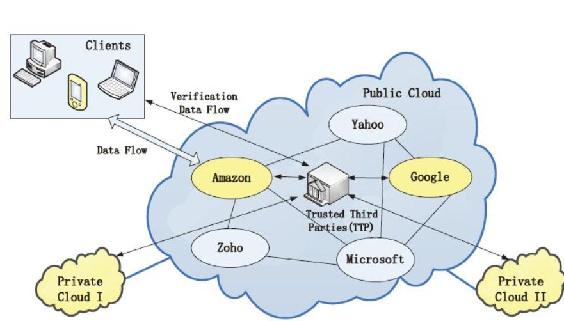 Clients
Public Cloud
Verification
Data Flow
Yahoo
Data Flow
Amazon
Google
Trusted Third
Parties(TTP)
Zoho
Microsoft
Private
Cloud I
Private
Cloud II